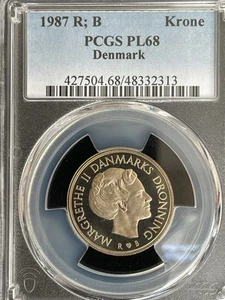 1987 R; B Krone
PCGS PL68
Denmark
427504.68/48332313
MARGRETHE II DANMARKS DRONNING
R ♥ B